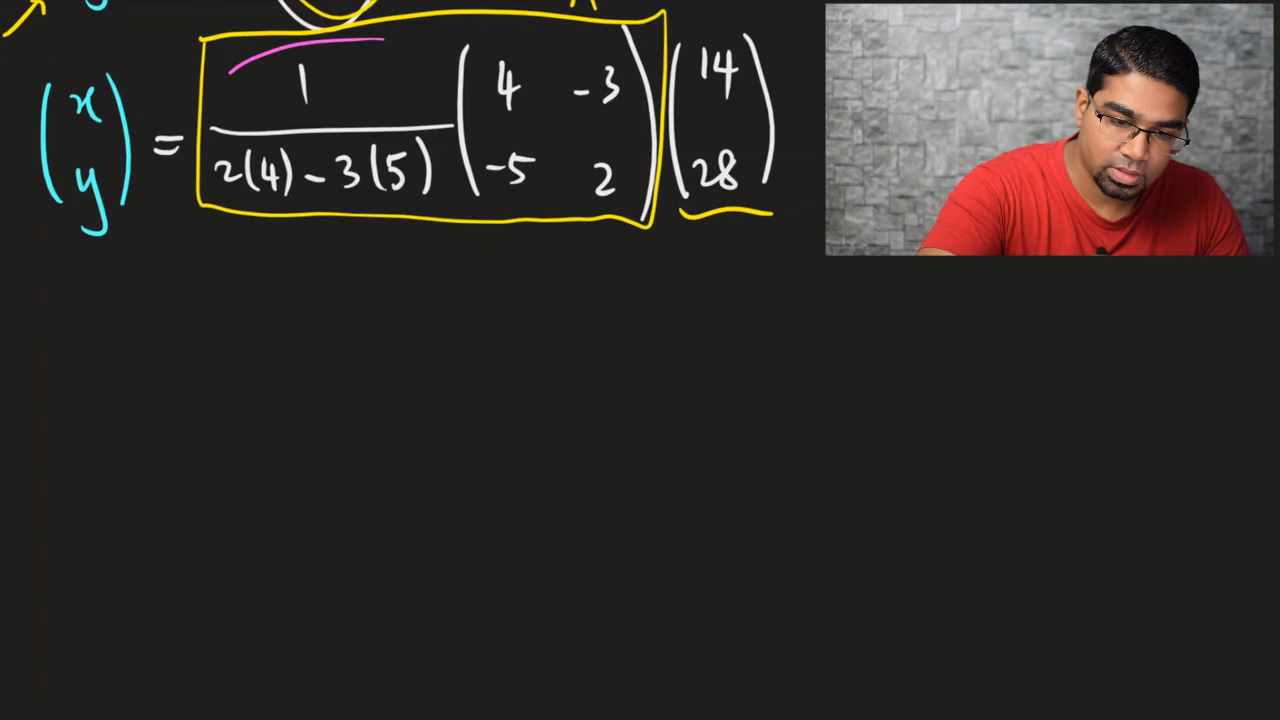 (x y) = 1 / (2(4) - 3(5)) (4 -3 -5 2) (14 28)